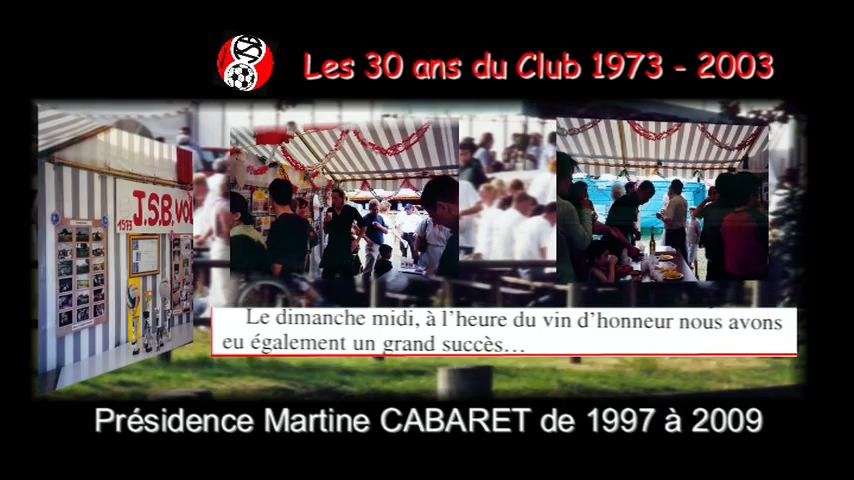 JSB
Les 30 ans du Club 1973 - 2003
J.S.B. VOL
1973
Le dimanche midi, à l'heure du vin d'honneur nous avons
eu également un grand succès...
Présidence Martine CABARET de 1997 à 2009